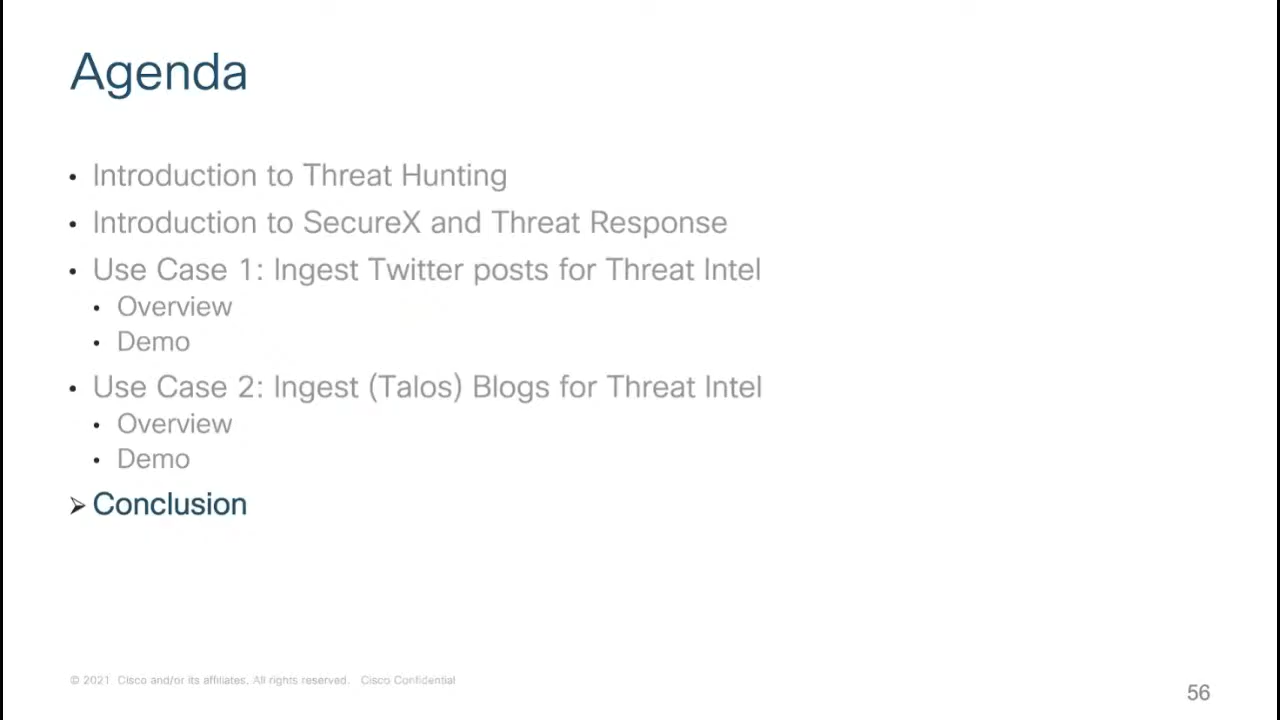 Agenda
• Introduction to Threat Hunting
• Introduction to SecureX and Threat Response
• Use Case 1: Ingest Twitter posts for Threat Intel
• Overview
• Demo
• Use Case 2: Ingest (Talos) Blogs for Threat Intel
• Overview
• Demo
➢ Conclusion
© 2021 Cisco and/or its affiliates. All rights reserved. Cisco Confidential
56